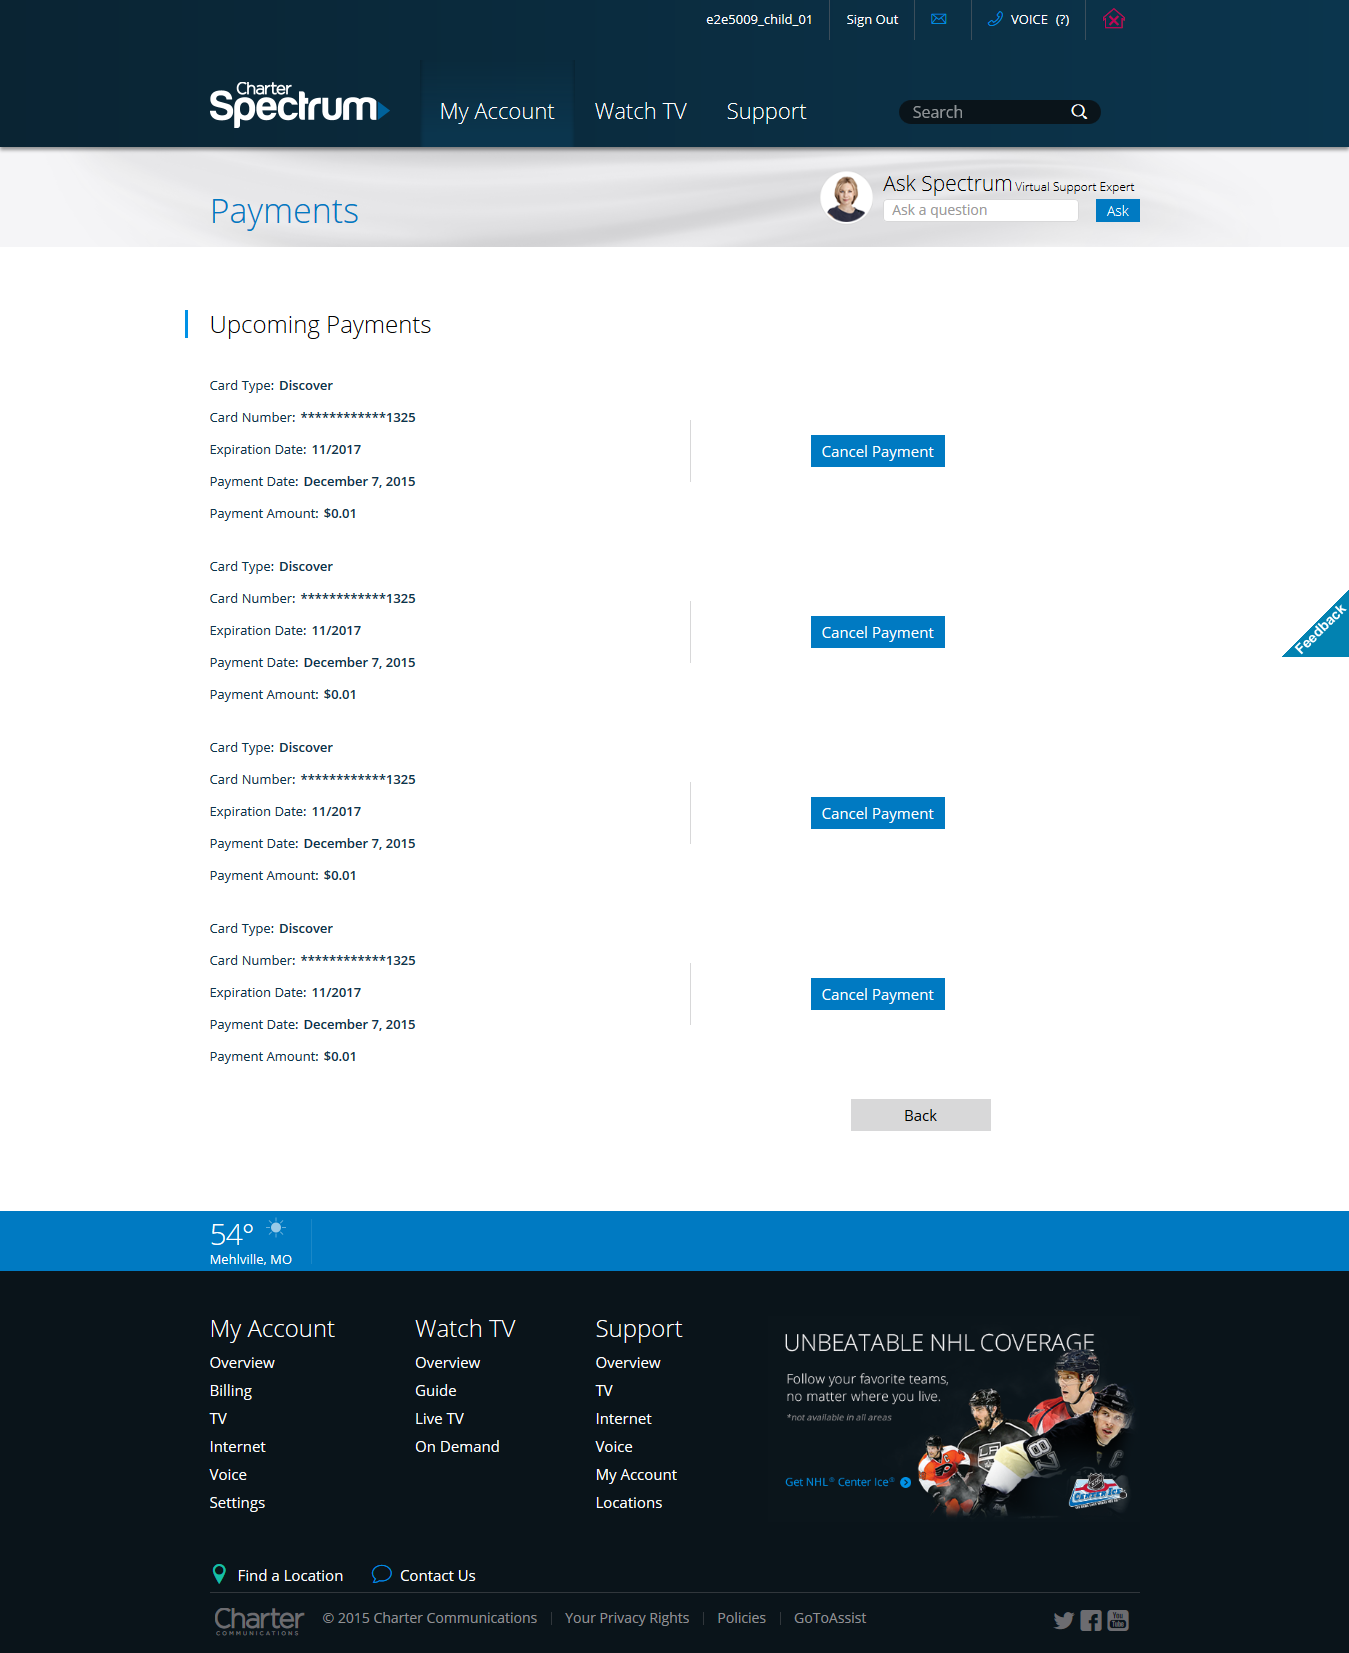 e2e5009_child_01
Sign Out
VOICE (?)
Charter
Spectrum
My Account
Watch TV
Support
Search
Payments
Ask Spectrum Virtual Support Expert
Ask a question
Ask
Upcoming Payments
Card Type: Discover
Card Number: ************1325
Expiration Date: 11/2017
Payment Date: December 7, 2015
Payment Amount: $0.01
Cancel Payment
Card Type: Discover
Card Number: ************1325
Expiration Date: 11/2017
Payment Date: December 7, 2015
Payment Amount: $0.01
Cancel Payment
Feedback
Card Type: Discover
Card Number: ************1325
Expiration Date: 11/2017
Payment Date: December 7, 2015
Payment Amount: $0.01
Cancel Payment
Card Type: Discover
Card Number: ************1325
Expiration Date: 11/2017
Payment Date: December 7, 2015
Payment Amount: $0.01
Cancel Payment
Back
54°
Mehlville, MO
My Account
Overview
Billing
TV
Internet
Voice
Settings
Watch TV
Overview
Guide
Live TV
On Demand
Support
Overview
TV
Internet
Voice
My Account
Locations
UNBEATABLE NHL COVERAGE
Follow your favorite teams,
no matter where you live.
*not available in all areas
Get NHL® Center Ice®
87
CENTER ICE
Find a Location
Contact Us
Charter
COMMUNICATIONS
© 2015 Charter Communications
Your Privacy Rights
Policies
GoToAssist
You
Tube